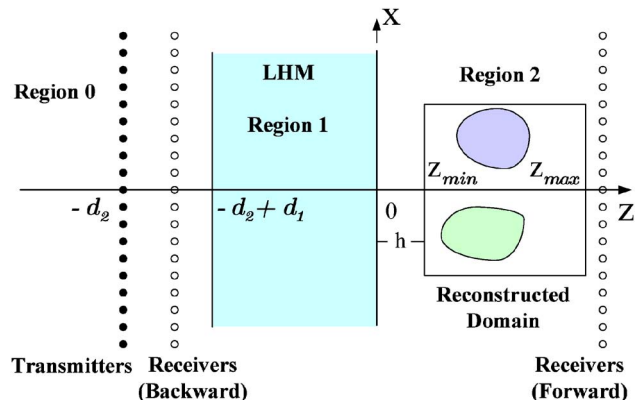 X
LHM
Region 2
Region 0
Region 1
Z_min Z_max
- d_2
- d_2 + d_1
0
Z
h
Reconstructed
Domain
Transmitters
Receivers
(Backward)
Receivers
(Forward)